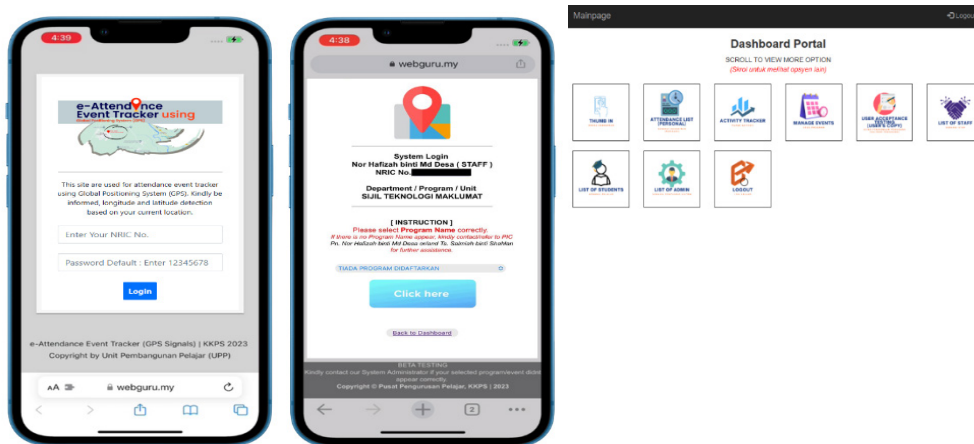 4:39
e-Attendance
Event Tracker using
Global Positioning System (GPS)
This site are used for attendance event tracker
using Global Positioning System (GPS). Kindly be
informed, longitude and latitude detection
based on your current location.
Enter Your NRIC No.
Password Default : Enter 12345678
Login
e-Attendance Event Tracker (GPS Signals) | KKPS 2023
Copyright by Unit Pembangunan Pelajar (UPP)
AA
webguru.my
4:38
webguru.my
System Login
Nor Hafizah binti Md Desa ( STAFF )
NRIC No.
Department / Program / Unit
SIJIL TEKNOLOGI MAKLUMAT
[ INSTRUCTION ]
Please select Program Name correctly.
If there is no Program Name appear, kindly contact/refer to PIC
Pn. Nor Hafizah binti Md Desa and Ts. Salmiah binti
for further assistance.
TIADA PROGRAM DIDAFTARKAN
Click here
Back to Dashboard
BETA TESTING
Kindly contact our System Administrator if your selected program/event didnt
appear correctly.
Copyright © Pusat Pengurusan Pelajar, KKPS | 2023
2
Mainpage
Logout
Dashboard Portal
SCROLL TO VIEW MORE OPTION
(Skrol untuk melihat opsyen lain)
THUMB IN
ATTENDANCE LIST
(PERSONAL)
ACTIVITY TRACKER
MANAGE EVENTS
USER ACCEPTANCE
TESTING
(USER'S COPY)
LIST OF STAFF
LIST OF STUDENTS
LIST OF ADMIN
LOGOUT